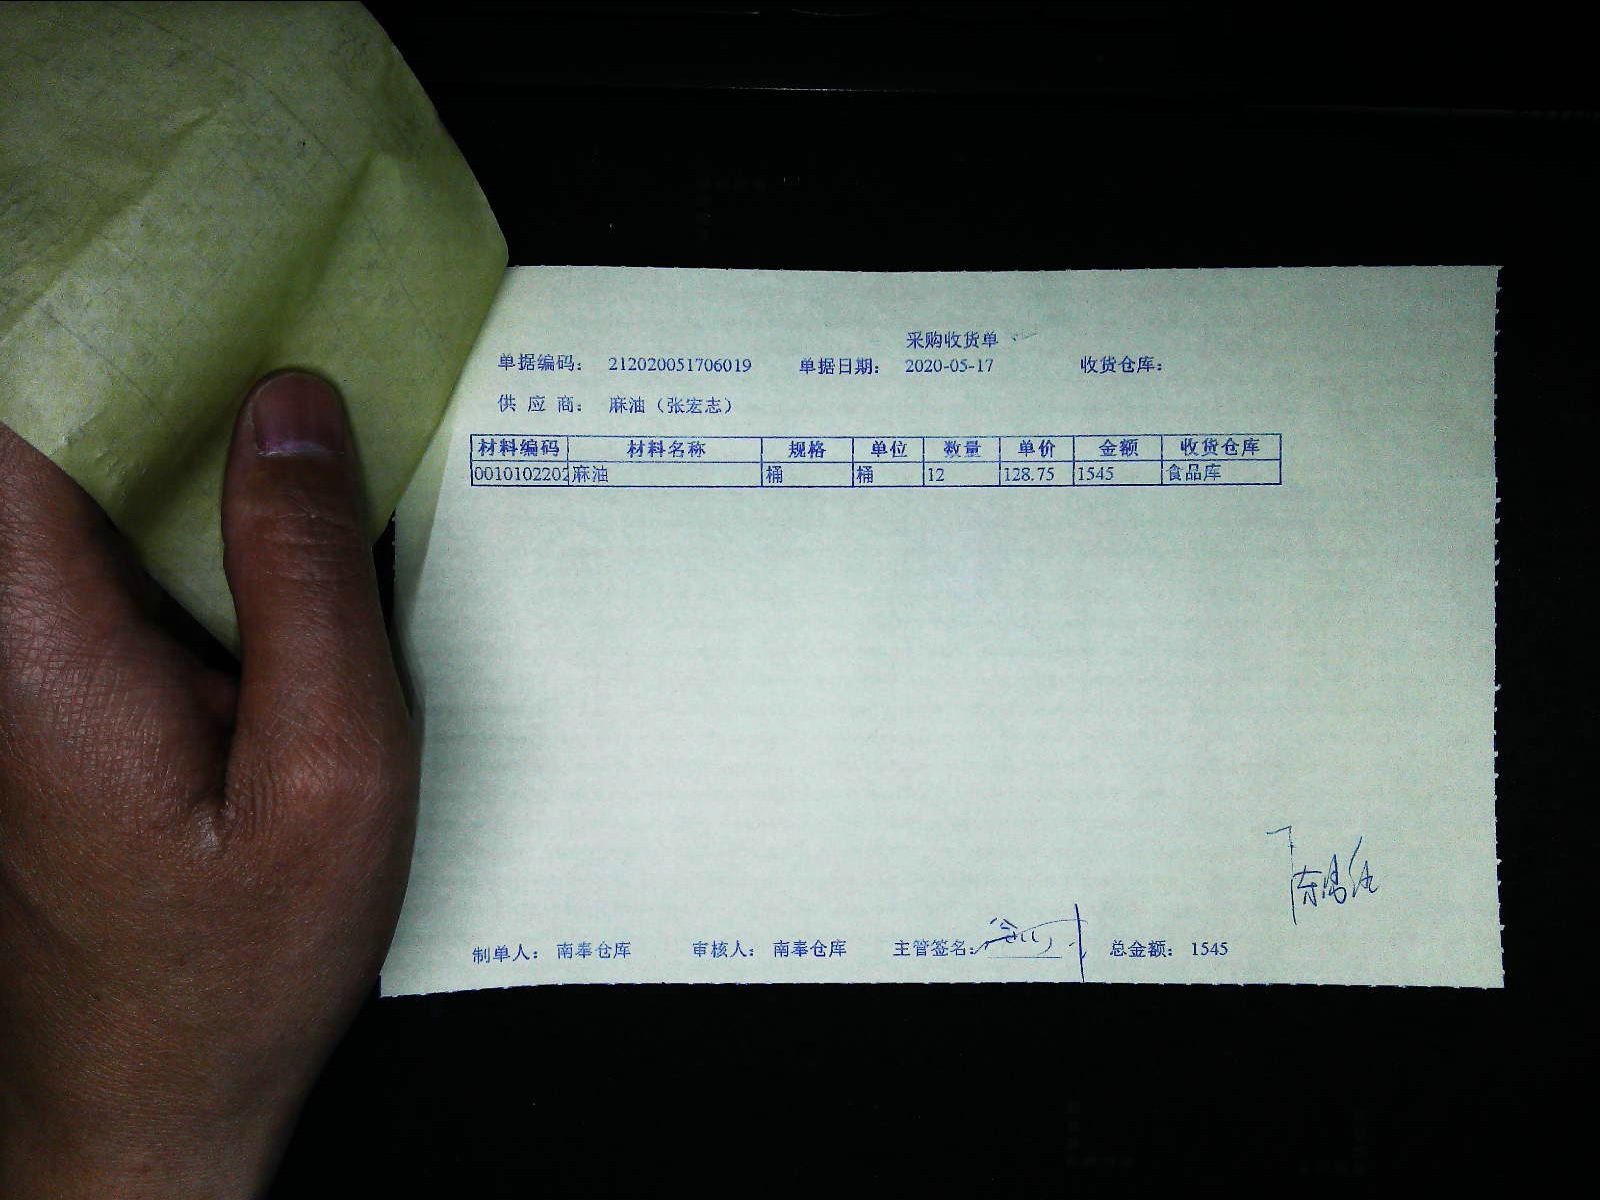 采购收货单
单据编码： 212020051706019 单据日期： 2020-05-17 收货仓库：
供 应 商： 麻油（张宏志）
材料编码 材料名称 规格 单位 数量 单价 金额 收货仓库
0010102202 麻油 桶 桶 12 128.75 1545 食品库
制单人： 南奉仓库 审核人： 南奉仓库 主管签名： 总金额： 1545